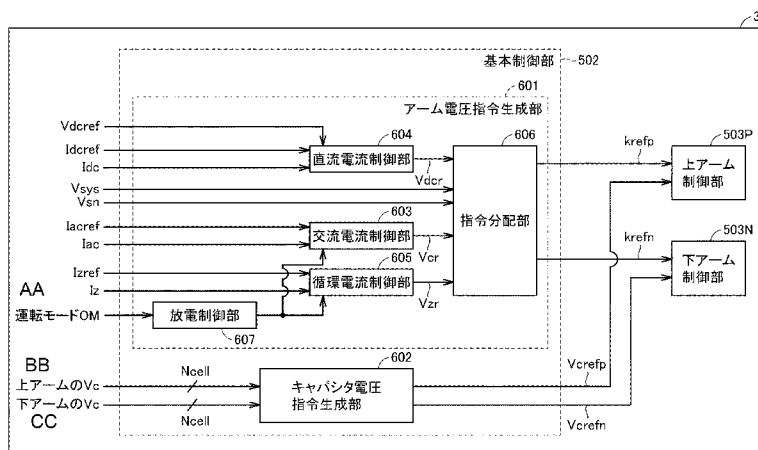 3
基本制御部
502
601
アーム電圧指令生成部
Vdcref
Idcref
Idc
604
直流電流制御部
Vdcr
606
指令分配部
krefp
503P
上アーム
制御部
Vsys
Vsn
Iacref
Iac
603
交流電流制御部
Vcr
krefn
503N
下アーム
制御部
Izref
Iz
605
循環電流制御部
Vzr
AA
運転モードOM
放電制御部
607
BB
上アームのVc
Ncell
下アームのVc
Ncell
CC
602
キャパシタ電圧
指令生成部
Vcrefp
Vcrefn